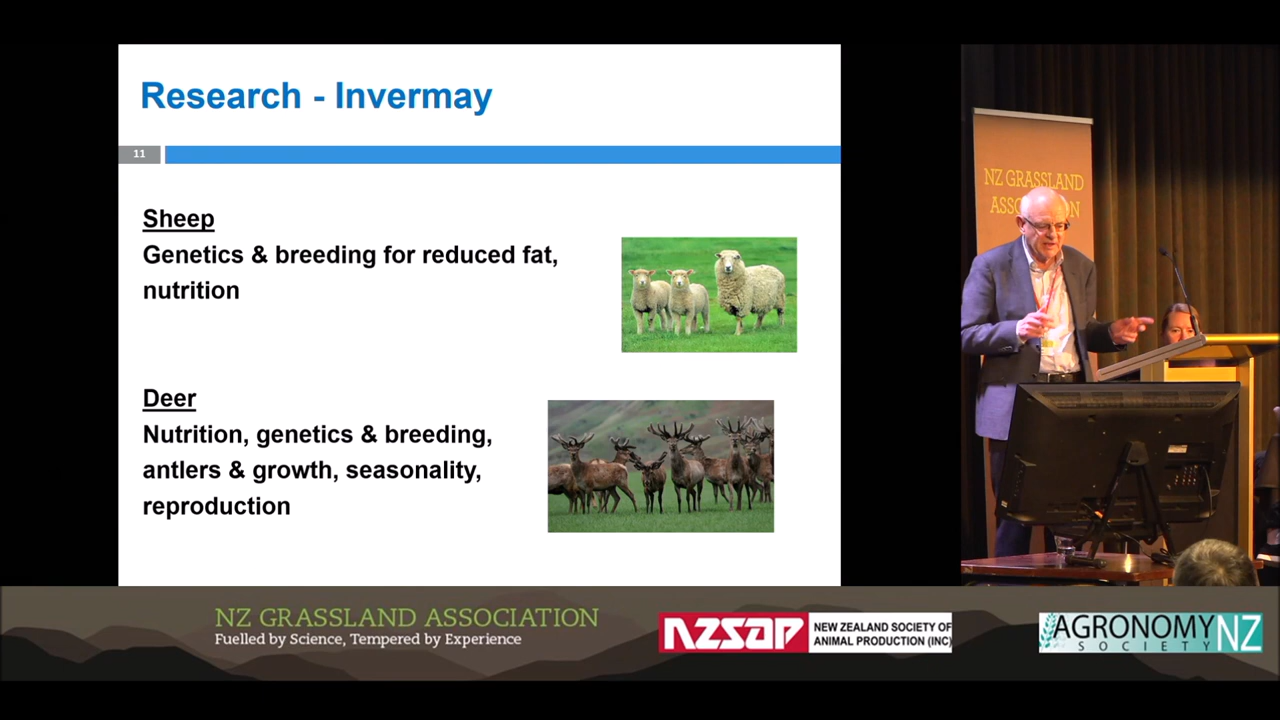 Research - Invermay
11
Sheep
Genetics & breeding for reduced fat,
nutrition
Deer
Nutrition, genetics & breeding,
antlers & growth, seasonality,
reproduction
NZ GRASSLAND
ASSOCIATION
NZ GRASSLAND ASSOCIATION
Fuelled by Science, Tempered by Experience
NZSAP
NEW ZEALAND SOCIETY OF
ANIMAL PRODUCTION (INC)
AGRONOMY NZ
SOCIETY